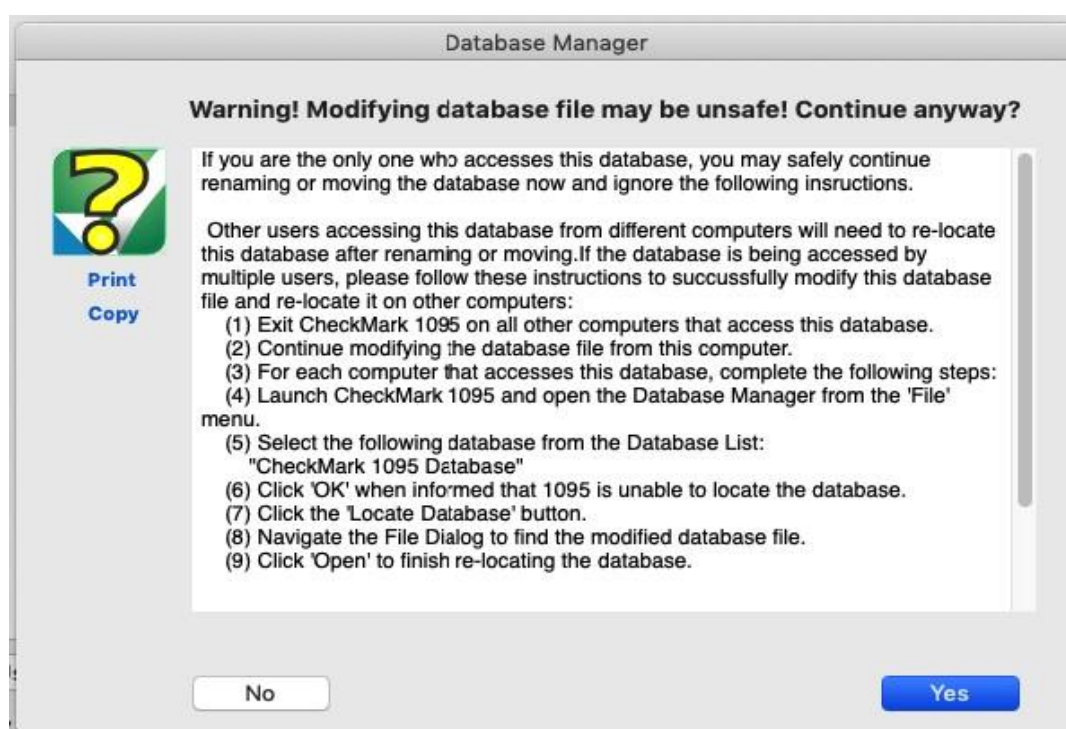 Database Manager
Warning! Modifying database file may be unsafe! Continue anyway?
If you are the only one who accesses this database, you may safely continue
renaming or moving the database now and ignore the following insructions.
Other users accessing this database from different computers will need to re-locate
this database after renaming or moving.If the database is being accessed by
multiple users, please follow these instructions to succussfully modify this database
file and re-locate it on other computers:
(1) Exit CheckMark 1095 on all other computers that access this database.
(2) Continue modifying the database file from this computer.
(3) For each computer that accesses this database, complete the following steps:
(4) Launch CheckMark 1095 and open the Database Manager from the 'File'
menu.
(5) Select the following database from the Database List:
"CheckMark 1095 Database"
(6) Click 'OK' when informed that 1095 is unable to locate the database.
(7) Click the 'Locate Database' button.
(8) Navigate the File Dialog to find the modified database file.
(9) Click 'Open' to finish re-locating the database.
?
Print
Copy
No
Yes